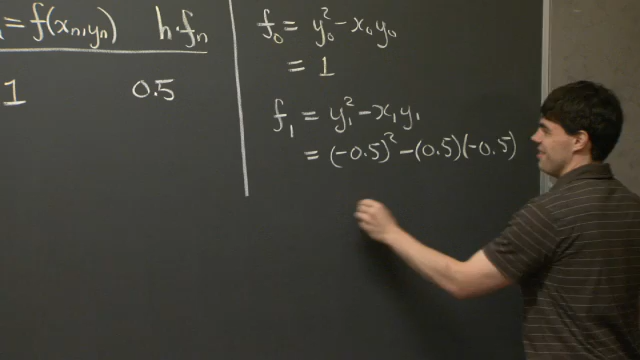 = f(xₙ,yₙ) h·fₙ
1 0.5
f₀ = y₀² - x₀y₀
= 1
f₁ = y₁² - x₁y₁
= (-0.5)² - (0.5)(-0.5)